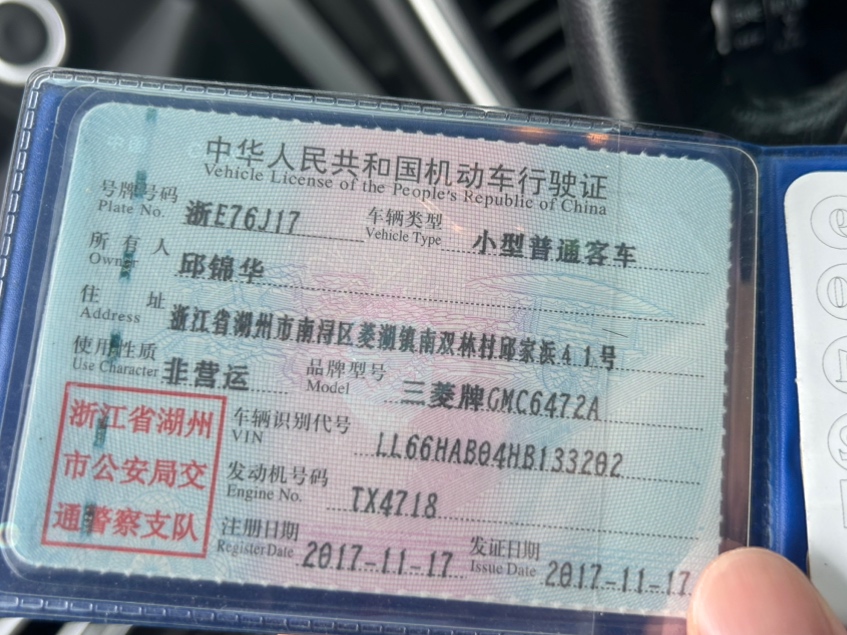 中华人民共和国机动车行驶证
Vehicle License of the People's Republic of China
号牌号码 浙E76J17 车辆类型 小型普通客车
Plate No. Vehicle Type
所有人 邱锦华
Owner
住址 浙江省湖州市南浔区菱湖镇南双林村邱家浜41号
Address
使用性质 非营运 品牌型号 三菱牌GMC6472A
Use Character Model
浙江省湖州
市公安局交
通警察支队
车辆识别代号 LL66HAB04HB133202
VIN
发动机号码 TX4718
Engine No.
注册日期 2017-11-17 发证日期 2017-11-17
Register Date Issue Date